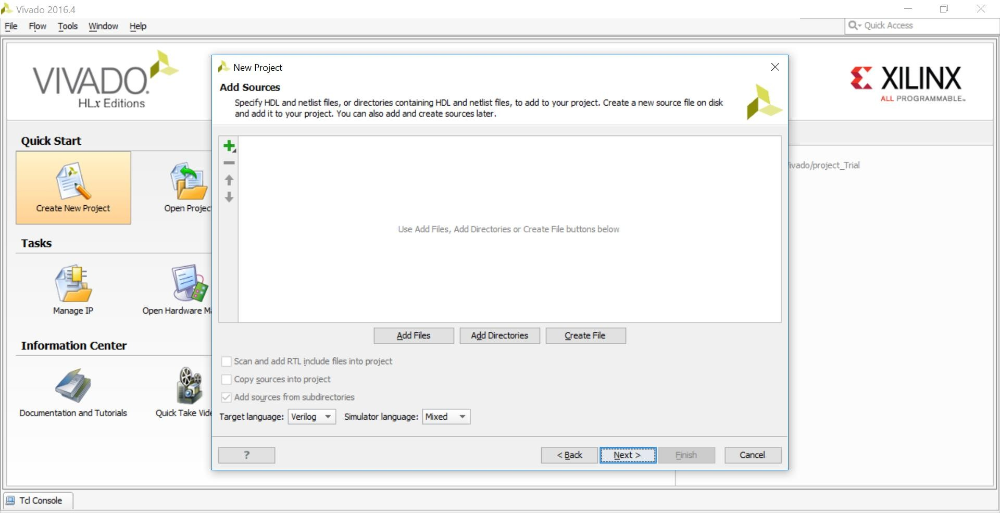 Vivado 2016.4
File Flow Tools Window Help
Quick Access
VIVADO.
HLx Editions
XILINX
ALL PROGRAMMABLE™
Quick Start
Create New Project
Open Projec
Tasks
Manage IP
Open Hardware M
Information Center
Documentation and Tutorials
Quick Take Vide
ivado/project_Trial
New Project
Add Sources
Specify HDL and netlist files, or directories containing HDL and netlist files, to add to your project. Create a new source file on disk
and add it to your project. You can also add and create sources later.
Use Add Files, Add Directories or Create File buttons below
Add Files Add Directories Create File
Scan and add RTL include files into project
Copy sources into project
Add sources from subdirectories
Target language: Verilog Simulator language: Mixed
? < Back Next > Finish Cancel
Tcl Console